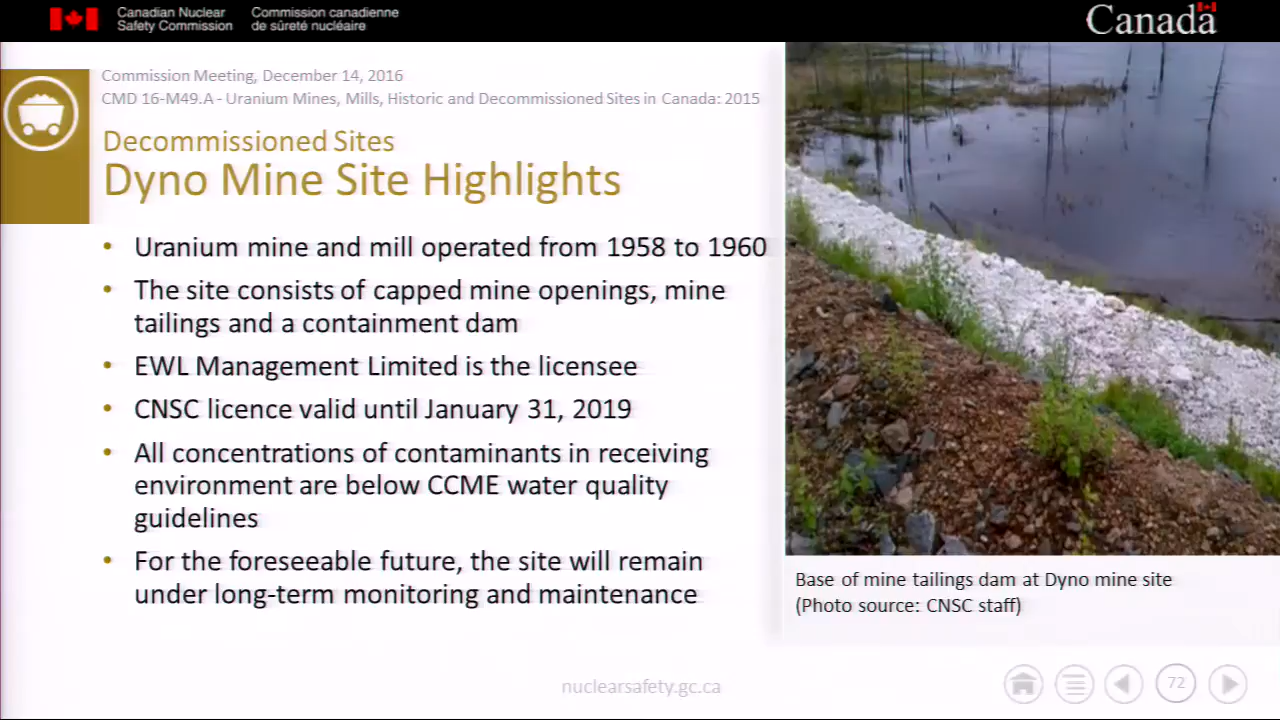 Canadian Nuclear
Safety Commission
Commission canadienne
de sûreté nucléaire
Canada
Commission Meeting, December 14, 2016
CMD 16-M49.A - Uranium Mines, Mills, Historic and Decommissioned Sites in Canada: 2015
Decommissioned Sites
Dyno Mine Site Highlights
• Uranium mine and mill operated from 1958 to 1960
• The site consists of capped mine openings, mine
tailings and a containment dam
• EWL Management Limited is the licensee
• CNSC licence valid until January 31, 2019
• All concentrations of contaminants in receiving
environment are below CCME water quality
guidelines
• For the foreseeable future, the site will remain
under long-term monitoring and maintenance
Base of mine tailings dam at Dyno mine site
(Photo source: CNSC staff)
nuclearsafety.gc.ca
72